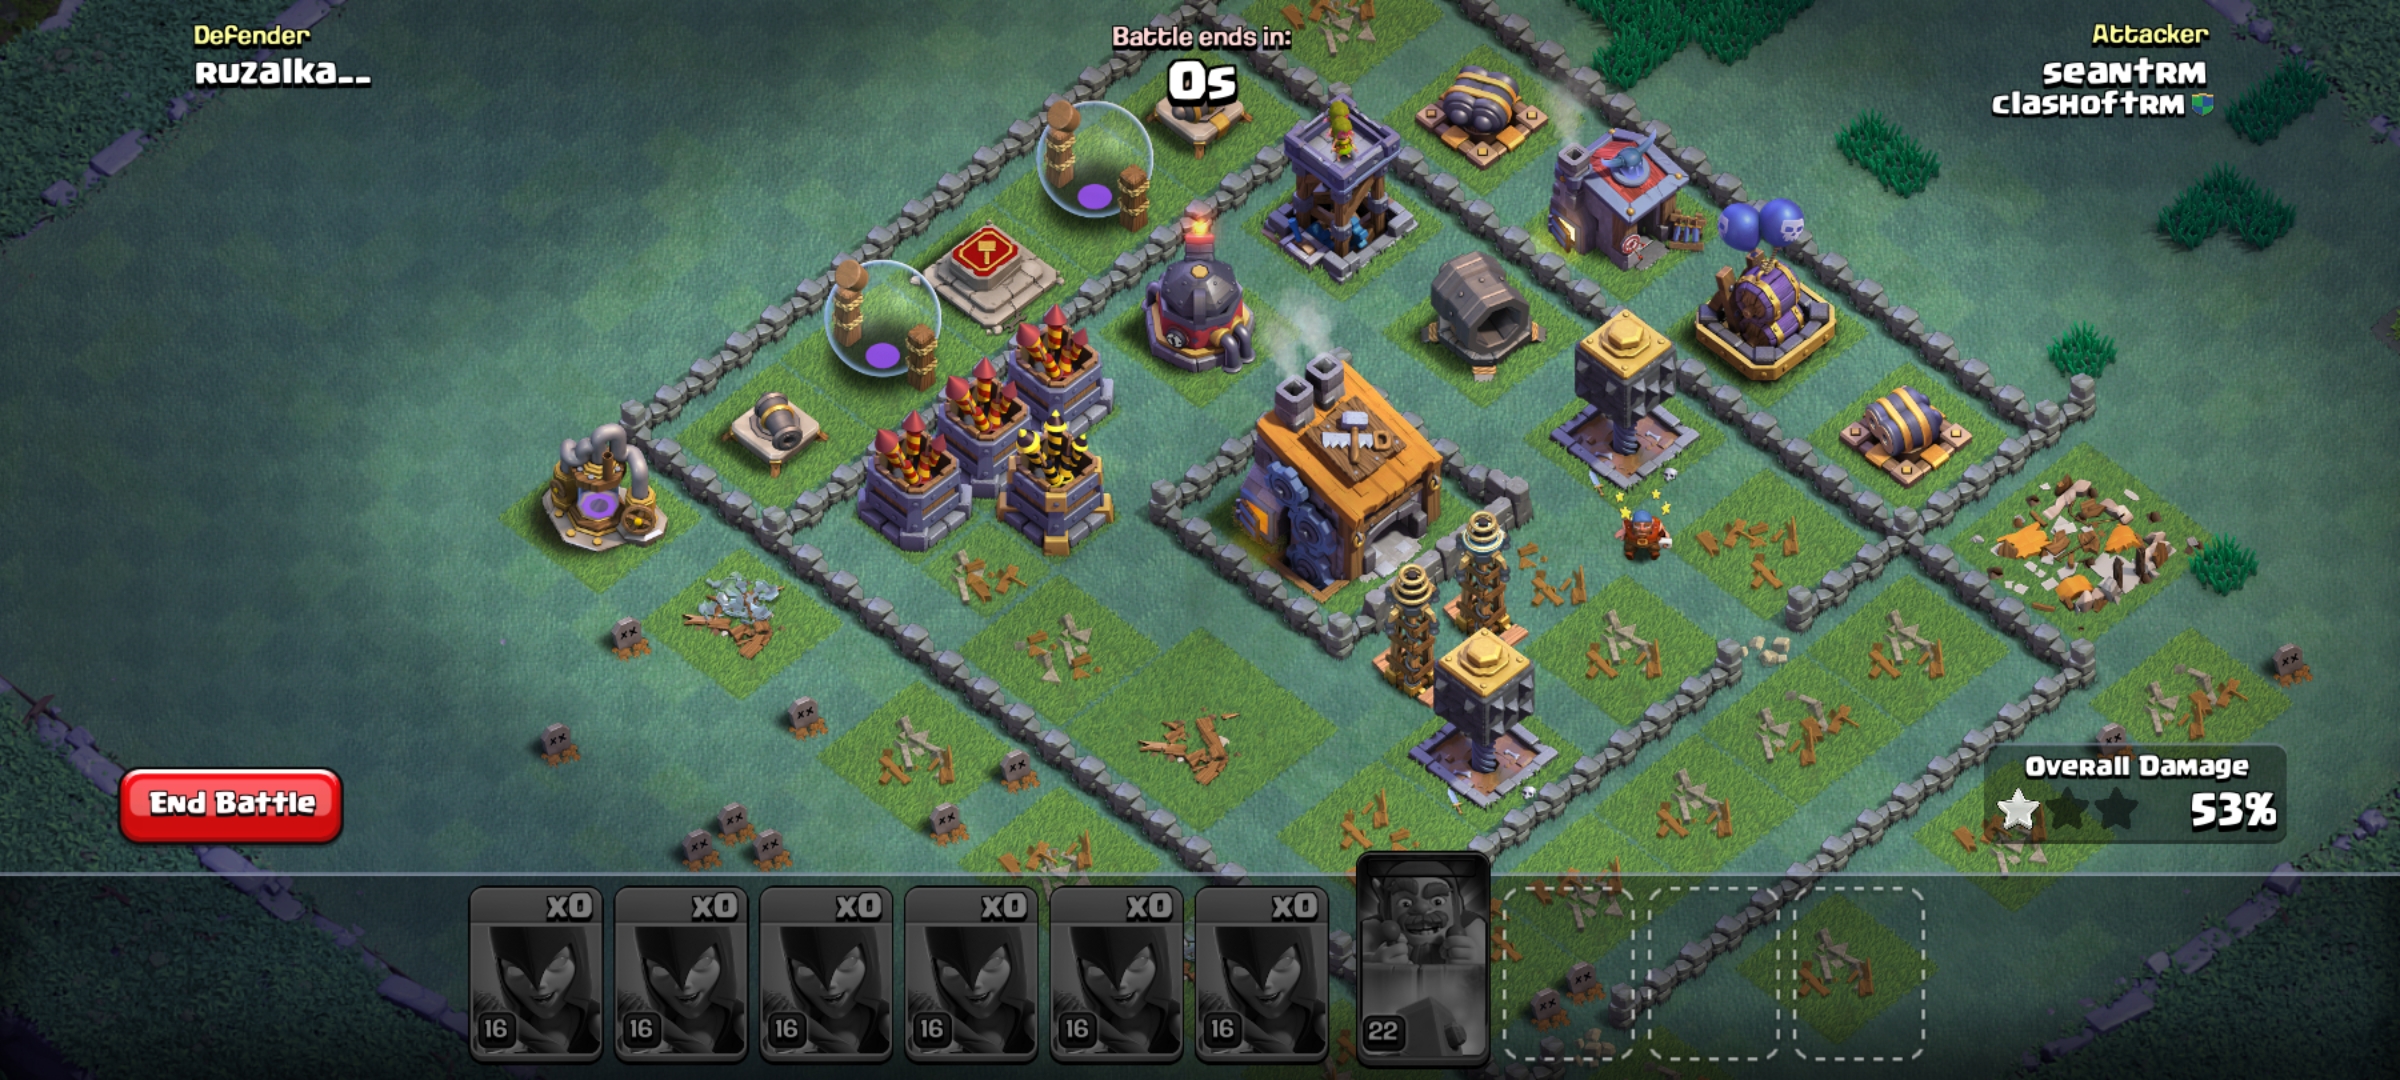 Defender
Ruzalka__
Battle ends in:
0s
Attacker
seantRM
clashoftRM
End Battle
Overall Damage
53%
x0
x0
x0
x0
x0
x0
16
16
16
16
16
16
22